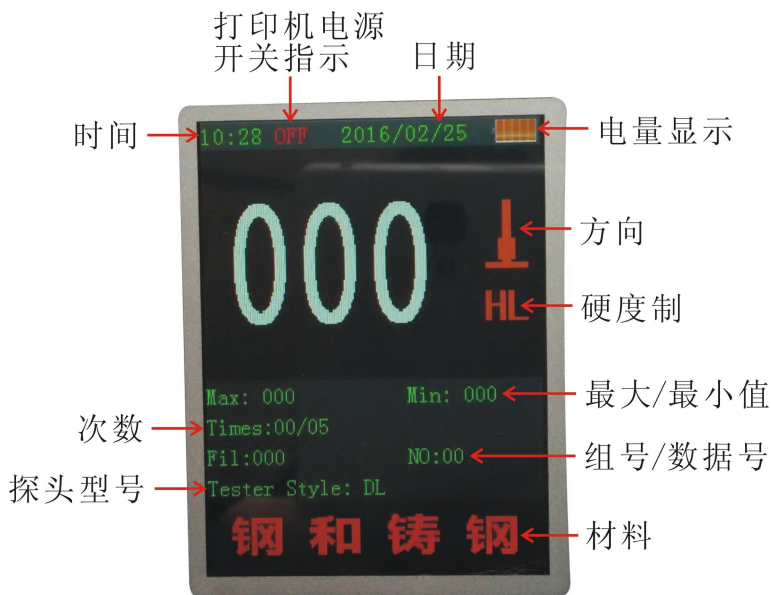 打印机电源
开关指示
日期
时间
10:28 OFF 2016/02/25
电量显示
000
方向
HL
硬度制
Max: 000 Min: 000
最大/最小值
次数
Times:00/05
Fil:000 NO:00
组号/数据号
探头型号
Tester Style: DL
钢和铸钢
材料